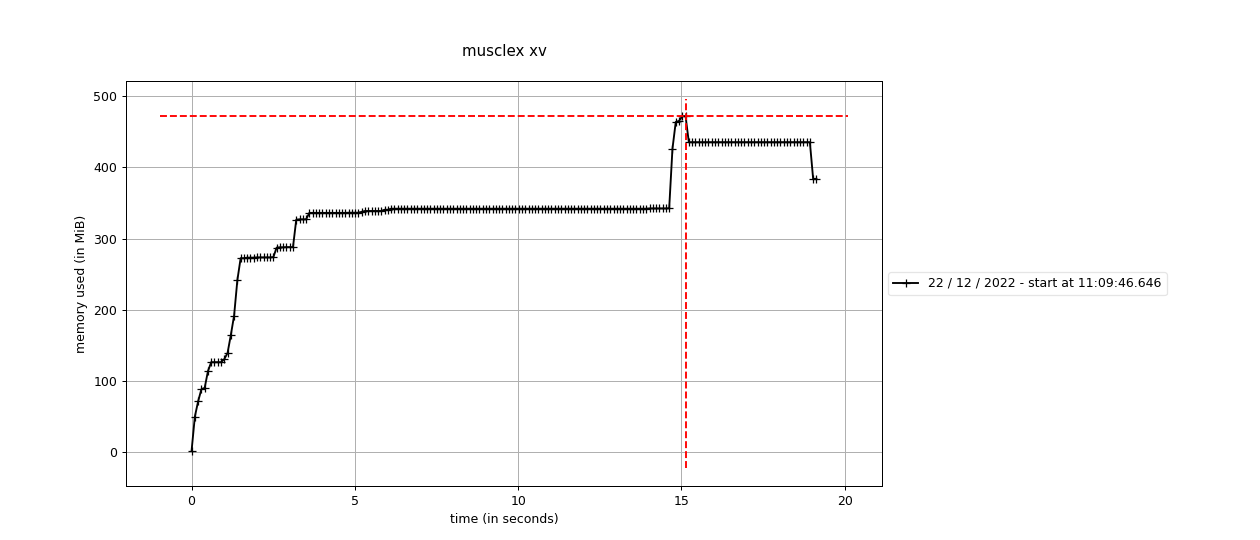 musclex xv
500
400
300
200
100
0
memory used (in MiB)
0 5 10 15 20
time (in seconds)
22 / 12 / 2022 - start at 11:09:46.646